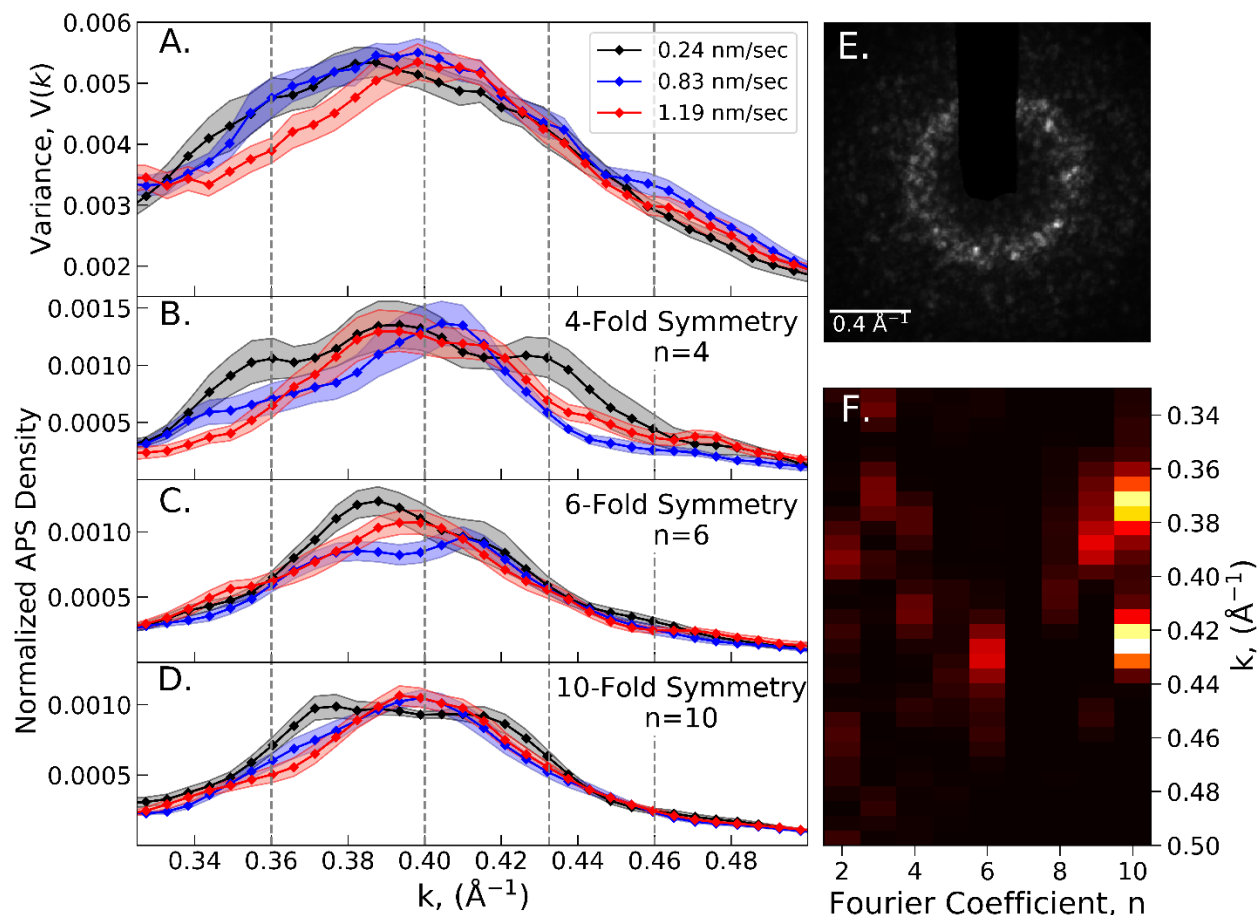 A.
0.006
0.005
0.004
0.003
0.002
Variance, V(k)
0.24 nm/sec
0.83 nm/sec
1.19 nm/sec
B.
4-Fold Symmetry
n=4
0.0015
0.0010
0.0005
C.
6-Fold Symmetry
n=6
0.0010
0.0005
D.
10-Fold Symmetry
n=10
0.0010
0.0005
Normalized APS Density
0.34 0.36 0.38 0.40 0.42 0.44 0.46 0.48
k, (Å⁻¹)
E.
0.4 Å⁻¹
F.
0.34
0.36
0.38
0.40
0.42
0.44
0.46
0.48
0.50
k, (Å⁻¹)
2 4 6 8 10
Fourier Coefficient, n